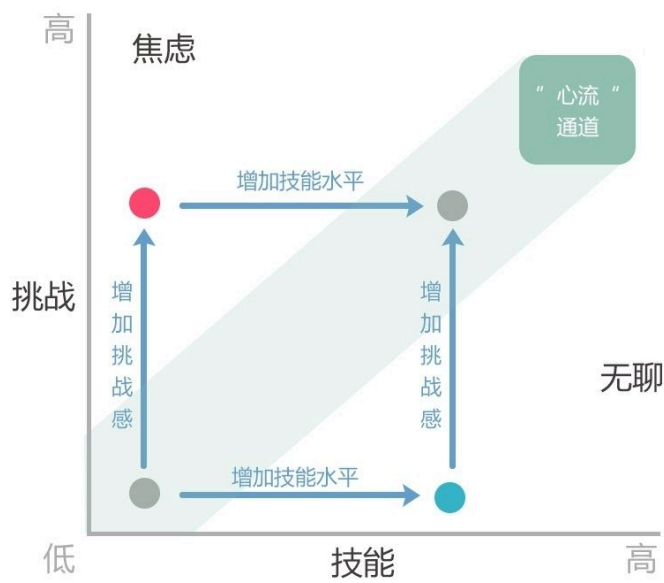 高
焦虑
” 心流 “
通道
增加技能水平
挑战
增加挑战感
增加挑战感
无聊
增加技能水平
低
技能
高